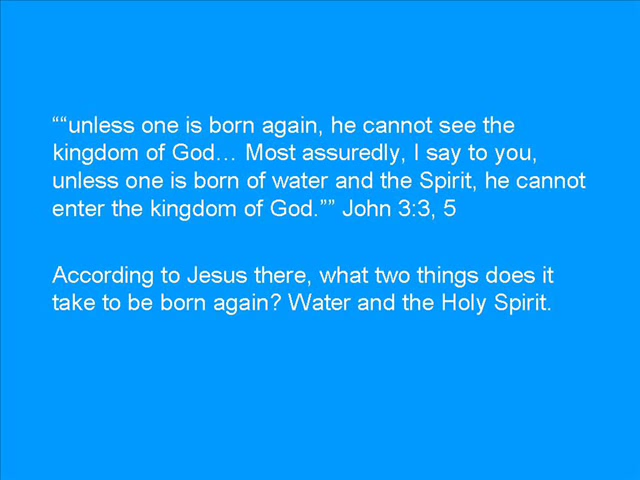 ““unless one is born again, he cannot see the
kingdom of God… Most assuredly, I say to you,
unless one is born of water and the Spirit, he cannot
enter the kingdom of God.”” John 3:3, 5
According to Jesus there, what two things does it
take to be born again? Water and the Holy Spirit.